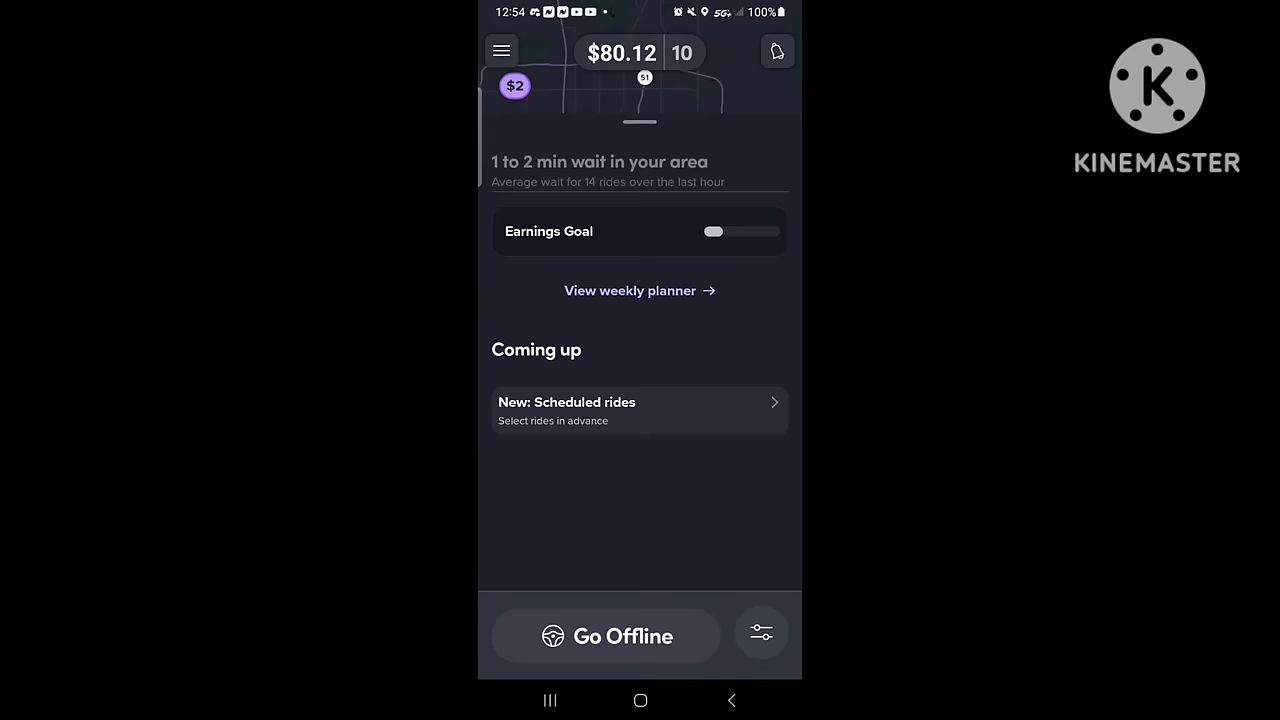 12:54 5G+ 100%
$80.12 10
51
$2
1 to 2 min wait in your area
Average wait for 14 rides over the last hour
Earnings Goal
View weekly planner →
Coming up
New: Scheduled rides
Select rides in advance
Go Offline
K
KINEMASTER